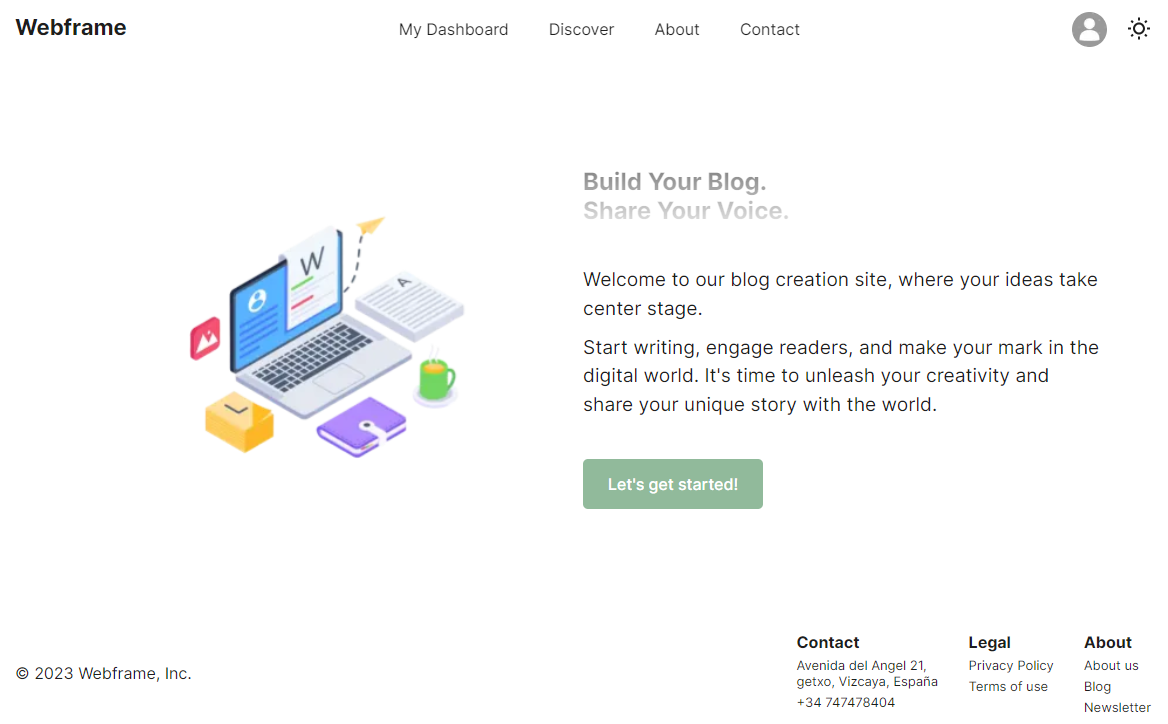 Webframe
My Dashboard
Discover
About
Contact
Build Your Blog.
Share Your Voice.
W
A
Welcome to our blog creation site, where your ideas take
center stage.
Start writing, engage readers, and make your mark in the
digital world. It's time to unleash your creativity and
share your unique story with the world.
Let's get started!
© 2023 Webframe, Inc.
Contact
Avenida del Angel 21,
getxo, Vizcaya, España
+34 747478404
Legal
Privacy Policy
Terms of use
About
About us
Blog
Newsletter